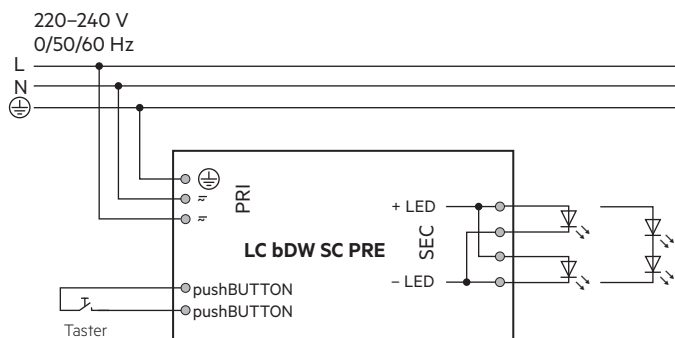 220–240 V
0/50/60 Hz
L
N
PRI
≂
≂
+ LED
SEC
LC bDW SC PRE
– LED
pushBUTTON
pushBUTTON
Taster